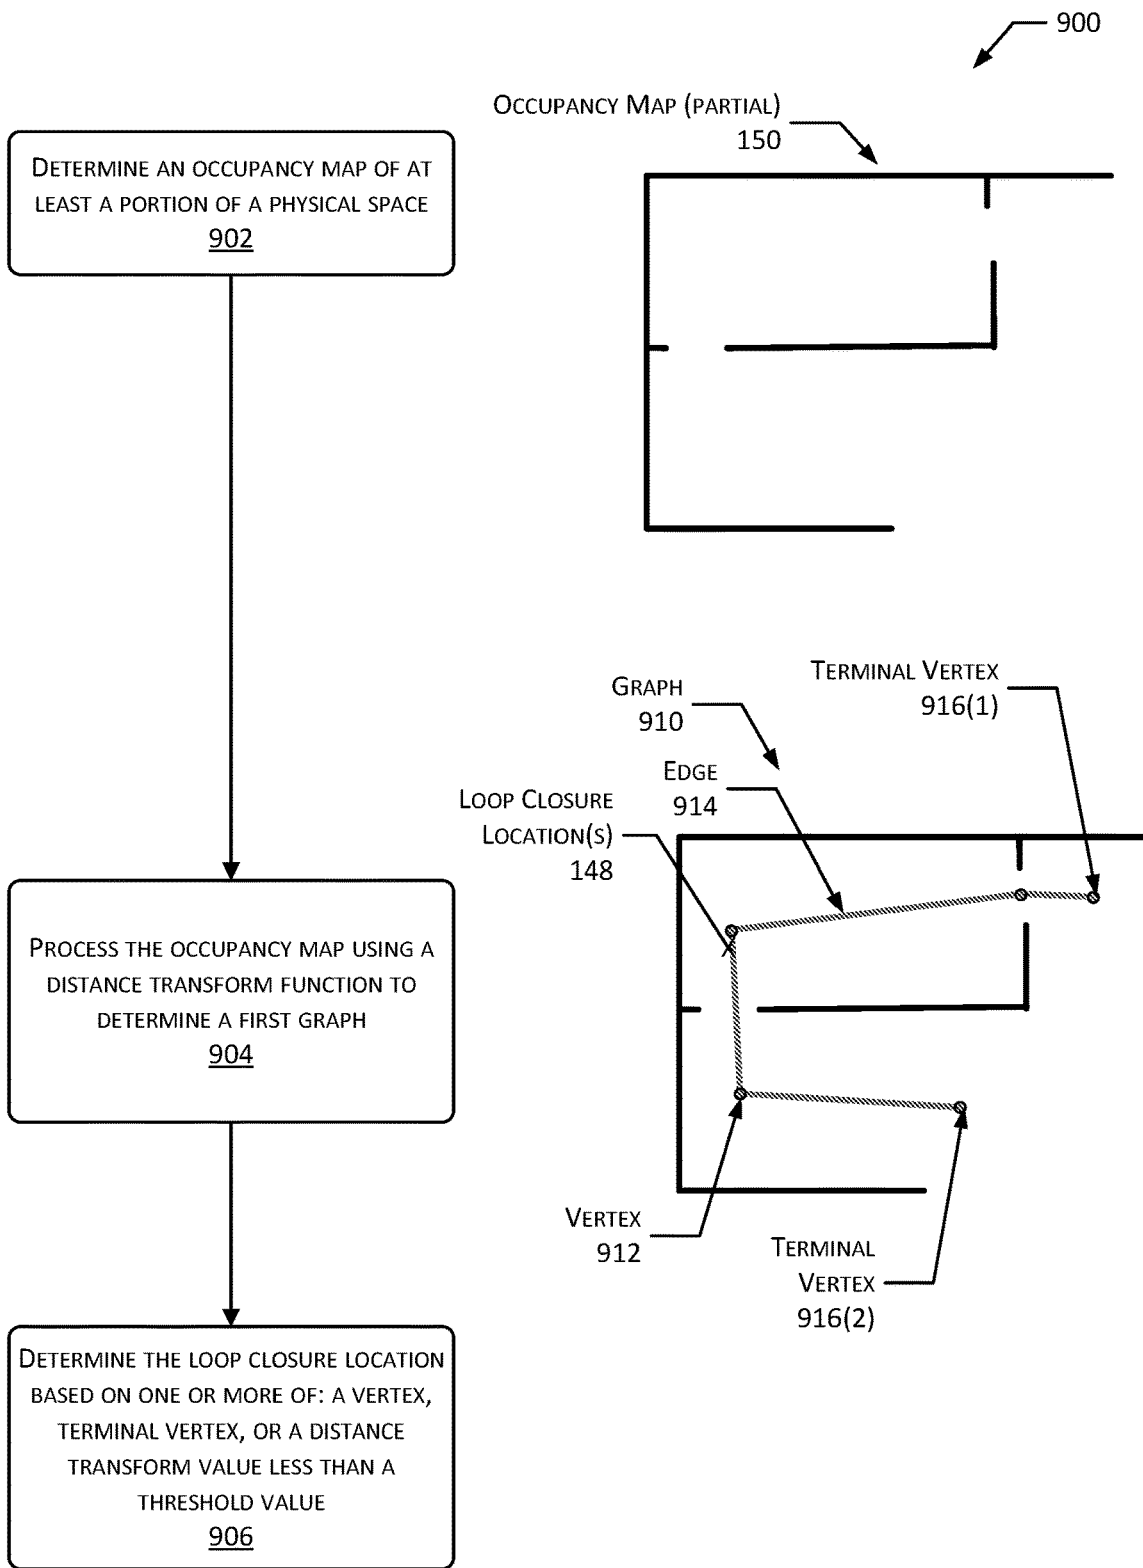 900
OCCUPANCY MAP (PARTIAL)
150
DETERMINE AN OCCUPANCY MAP OF AT
LEAST A PORTION OF A PHYSICAL SPACE
902
TERMINAL VERTEX
916(1)
GRAPH
910
EDGE
914
LOOP CLOSURE
LOCATION(S)
148
PROCESS THE OCCUPANCY MAP USING A
DISTANCE TRANSFORM FUNCTION TO
DETERMINE A FIRST GRAPH
904
VERTEX
912
TERMINAL
VERTEX
916(2)
DETERMINE THE LOOP CLOSURE LOCATION
BASED ON ONE OR MORE OF: A VERTEX,
TERMINAL VERTEX, OR A DISTANCE
TRANSFORM VALUE LESS THAN A
THRESHOLD VALUE
906